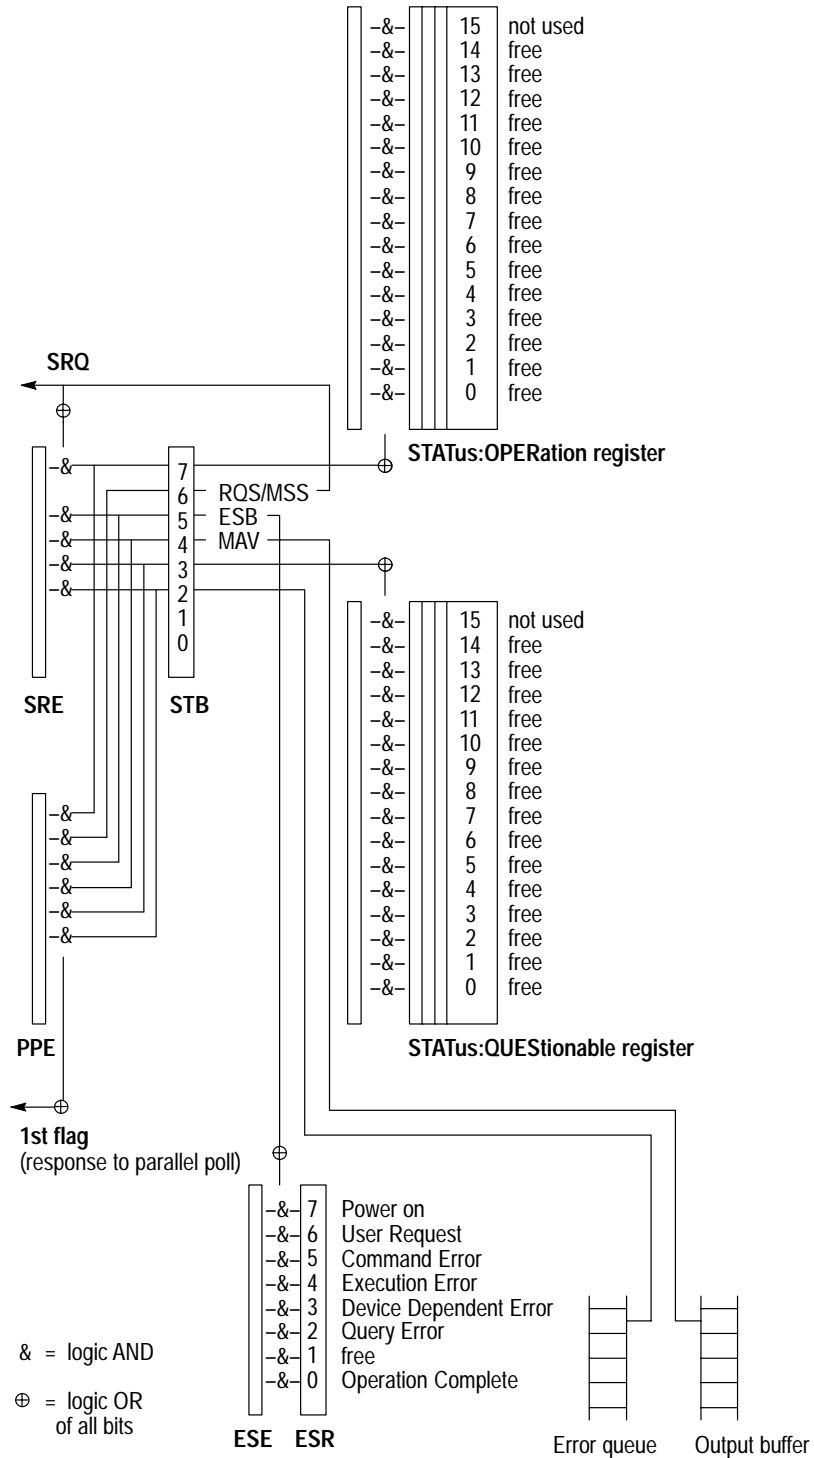 –&– 15 not used
–&– 14 free
–&– 13 free
–&– 12 free
–&– 11 free
–&– 10 free
–&– 9 free
–&– 8 free
–&– 7 free
–&– 6 free
–&– 5 free
–&– 4 free
–&– 3 free
–&– 2 free
–&– 1 free
–&– 0 free
STATus:OPERation register
SRQ
–& 7
6 RQS/MSS
–& 5 ESB
–& 4 MAV
–& 3
–& 2
1
0
SRE STB
–&– 15 not used
–&– 14 free
–&– 13 free
–&– 12 free
–&– 11 free
–&– 10 free
–&– 9 free
–&– 8 free
–&– 7 free
–&– 6 free
–&– 5 free
–&– 4 free
–&– 3 free
–&– 2 free
–&– 1 free
–&– 0 free
STATus:QUEStionable register
–&
–&
–&
–&
–&
–&
PPE
1st flag
(response to parallel poll)
–&– 7 Power on
–&– 6 User Request
–&– 5 Command Error
–&– 4 Execution Error
–&– 3 Device Dependent Error
–&– 2 Query Error
–&– 1 free
–&– 0 Operation Complete
ESE ESR
& = logic AND
⊕ = logic OR
of all bits
Error queue Output buffer